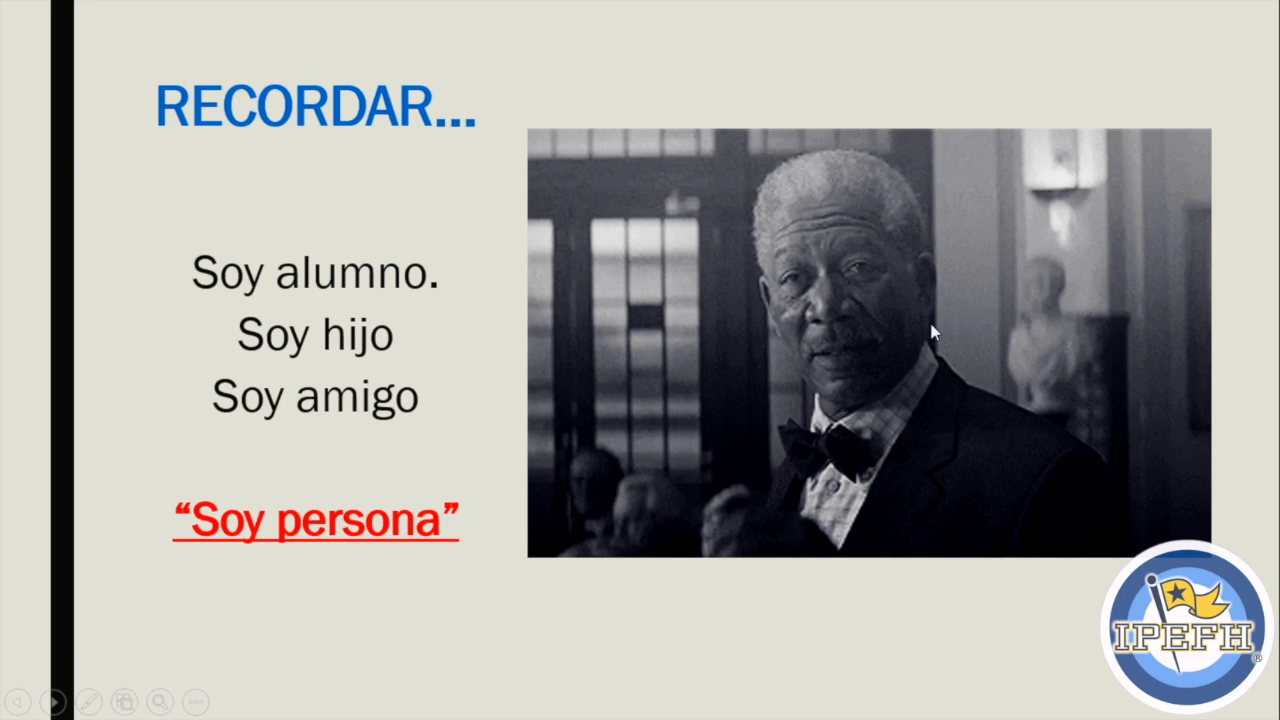 RECORDAR...
Soy alumno.
Soy hijo
Soy amigo
“Soy persona”
IPEFH
®